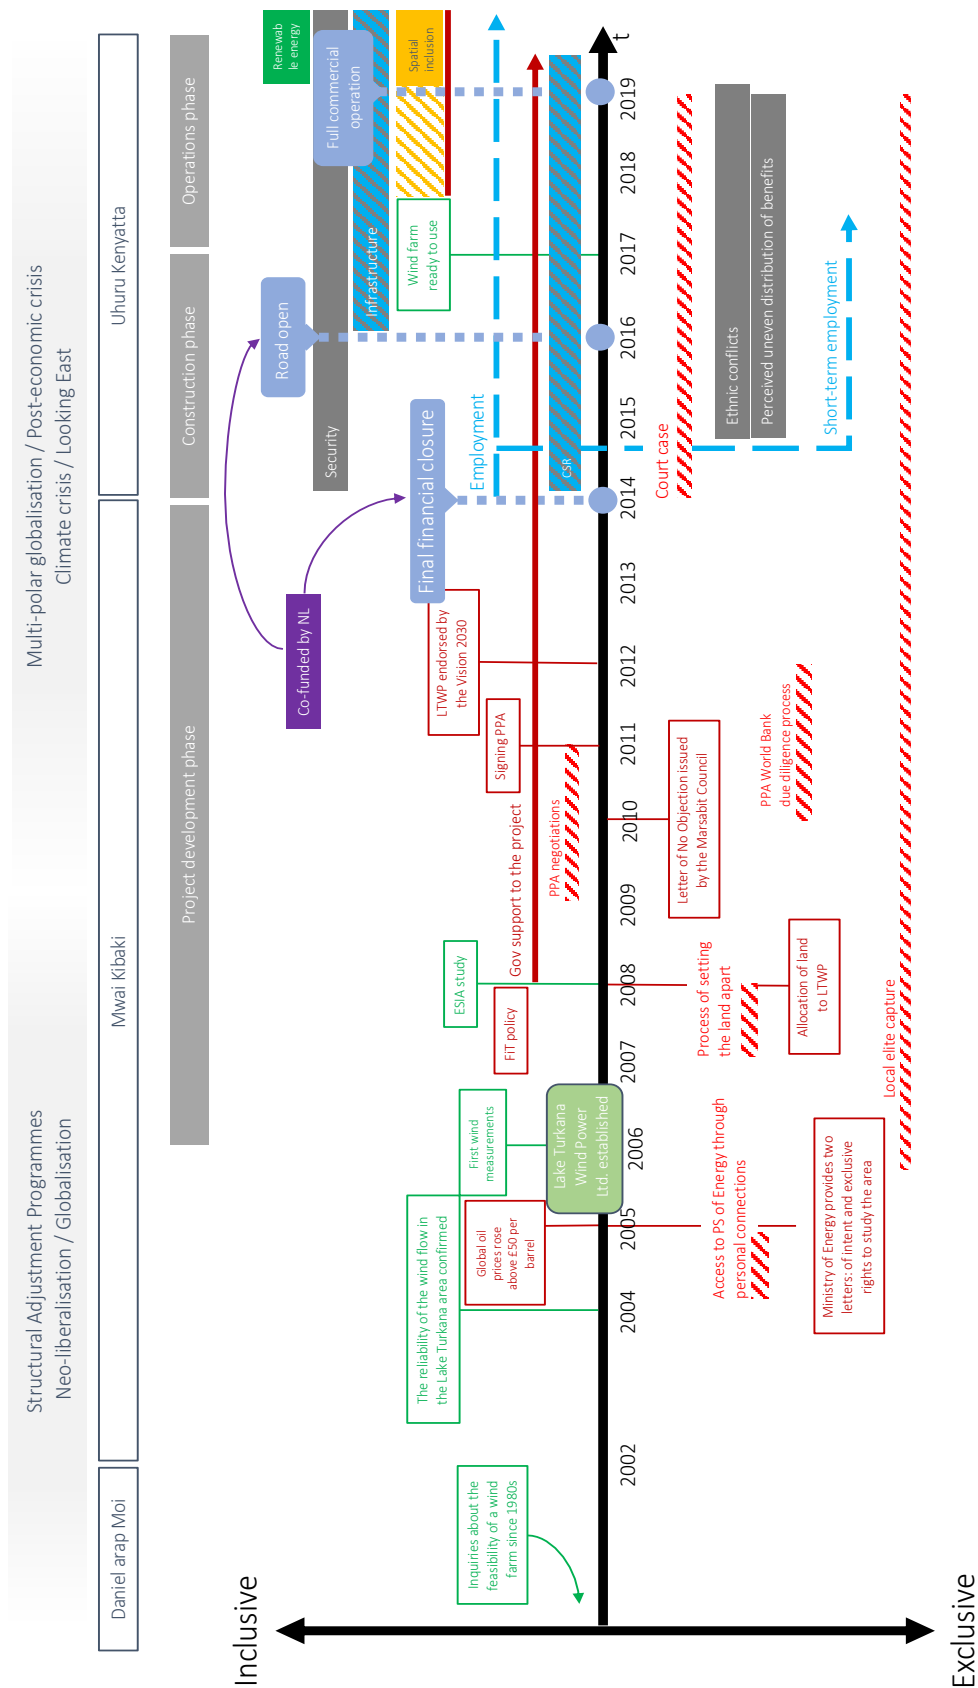 Structural Adjustment Programmes
Neo-liberalisation / Globalisation
Multi-polar globalisation / Post-economic crisis
Climate crisis / Looking East
Daniel arap Moi
Mwai Kibaki
Uhuru Kenyatta
Project development phase
Construction phase
Operations phase
Inclusive
Inquiries about the
feasibility of a wind
farm since 1980s
The reliability of the wind flow in
the Lake Turkana area confirmed
Global oil
prices rose
above £50 per
barrel
First wind
measurements
Lake Turkana
Wind Power
Ltd. established
FiT policy
ESIA study
Gov support to the project
PPA negotiations
Signing PPA
LTWP endorsed by
the Vision 2030
Co-funded by NL
Final financial closure
Employment
Security
Road open
Infrastructure
CSR
Wind farm
ready to use
Full commercial
operation
Spatial
inclusion
Renewab
le energy
t
2002
2004
2005
2006
2007
2008
2009
2010
2011
2012
2013
2014
2015
2016
2017
2018
2019
Access to PS of Energy through
personal connections
Ministry of Energy provides two
letters: of intent and exclusive
rights to study the area
Process of setting
the land apart
Allocation of land
to LTWP
Local elite capture
Letter of No Objection issued
by the Marsabit Council
PPA World Bank
due diligence process
Court case
Ethnic conflicts
Perceived uneven distribution of benefits
Short-term employment
Exclusive